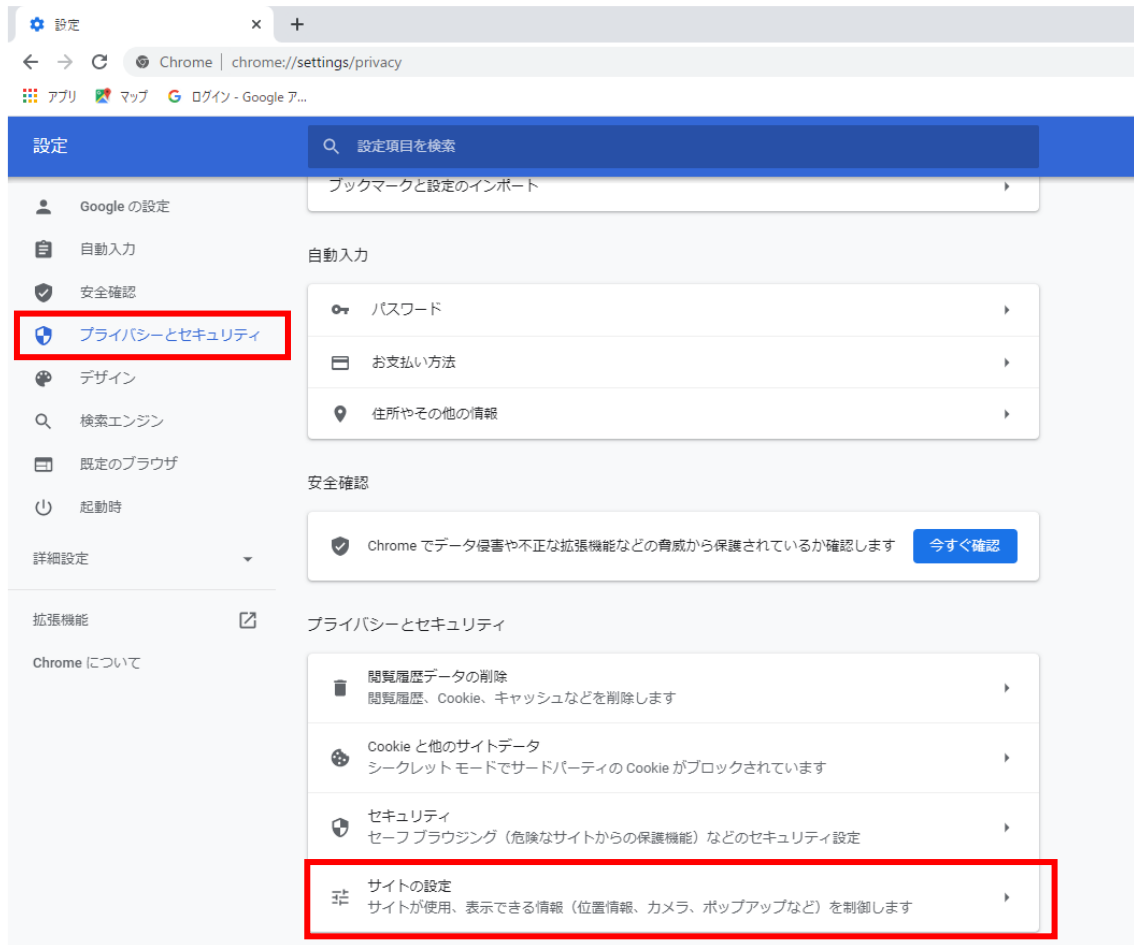 設定
Chrome | chrome://settings/privacy
アプリ マップ ログイン - Google ア...
設定
設定項目を検索
Google の設定
自動入力
安全確認
プライバシーとセキュリティ
デザイン
検索エンジン
既定のブラウザ
起動時
詳細設定
拡張機能
Chrome について
ブックマークと設定のインポート
自動入力
パスワード
お支払い方法
住所やその他の情報
安全確認
Chrome でデータ侵害や不正な拡張機能などの脅威から保護されているか確認します
今すぐ確認
プライバシーとセキュリティ
閲覧履歴データの削除
閲覧履歴、Cookie、キャッシュなどを削除します
Cookie と他のサイトデータ
シークレット モードでサードパーティの Cookie がブロックされています
セキュリティ
セーフ ブラウジング（危険なサイトからの保護機能）などのセキュリティ設定
サイトの設定
サイトが使用、表示できる情報（位置情報、カメラ、ポップアップなど）を制御します